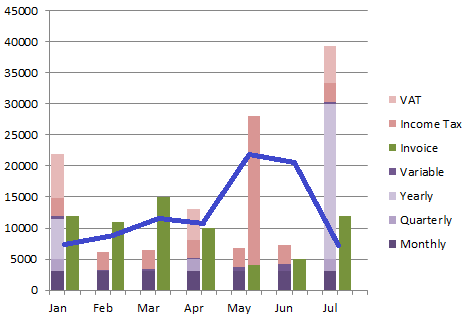 45000
40000
35000
30000
25000
20000
15000
10000
5000
0
Jan Feb Mar Apr May Jun Jul
VAT
Income Tax
Invoice
Variable
Yearly
Quarterly
Monthly